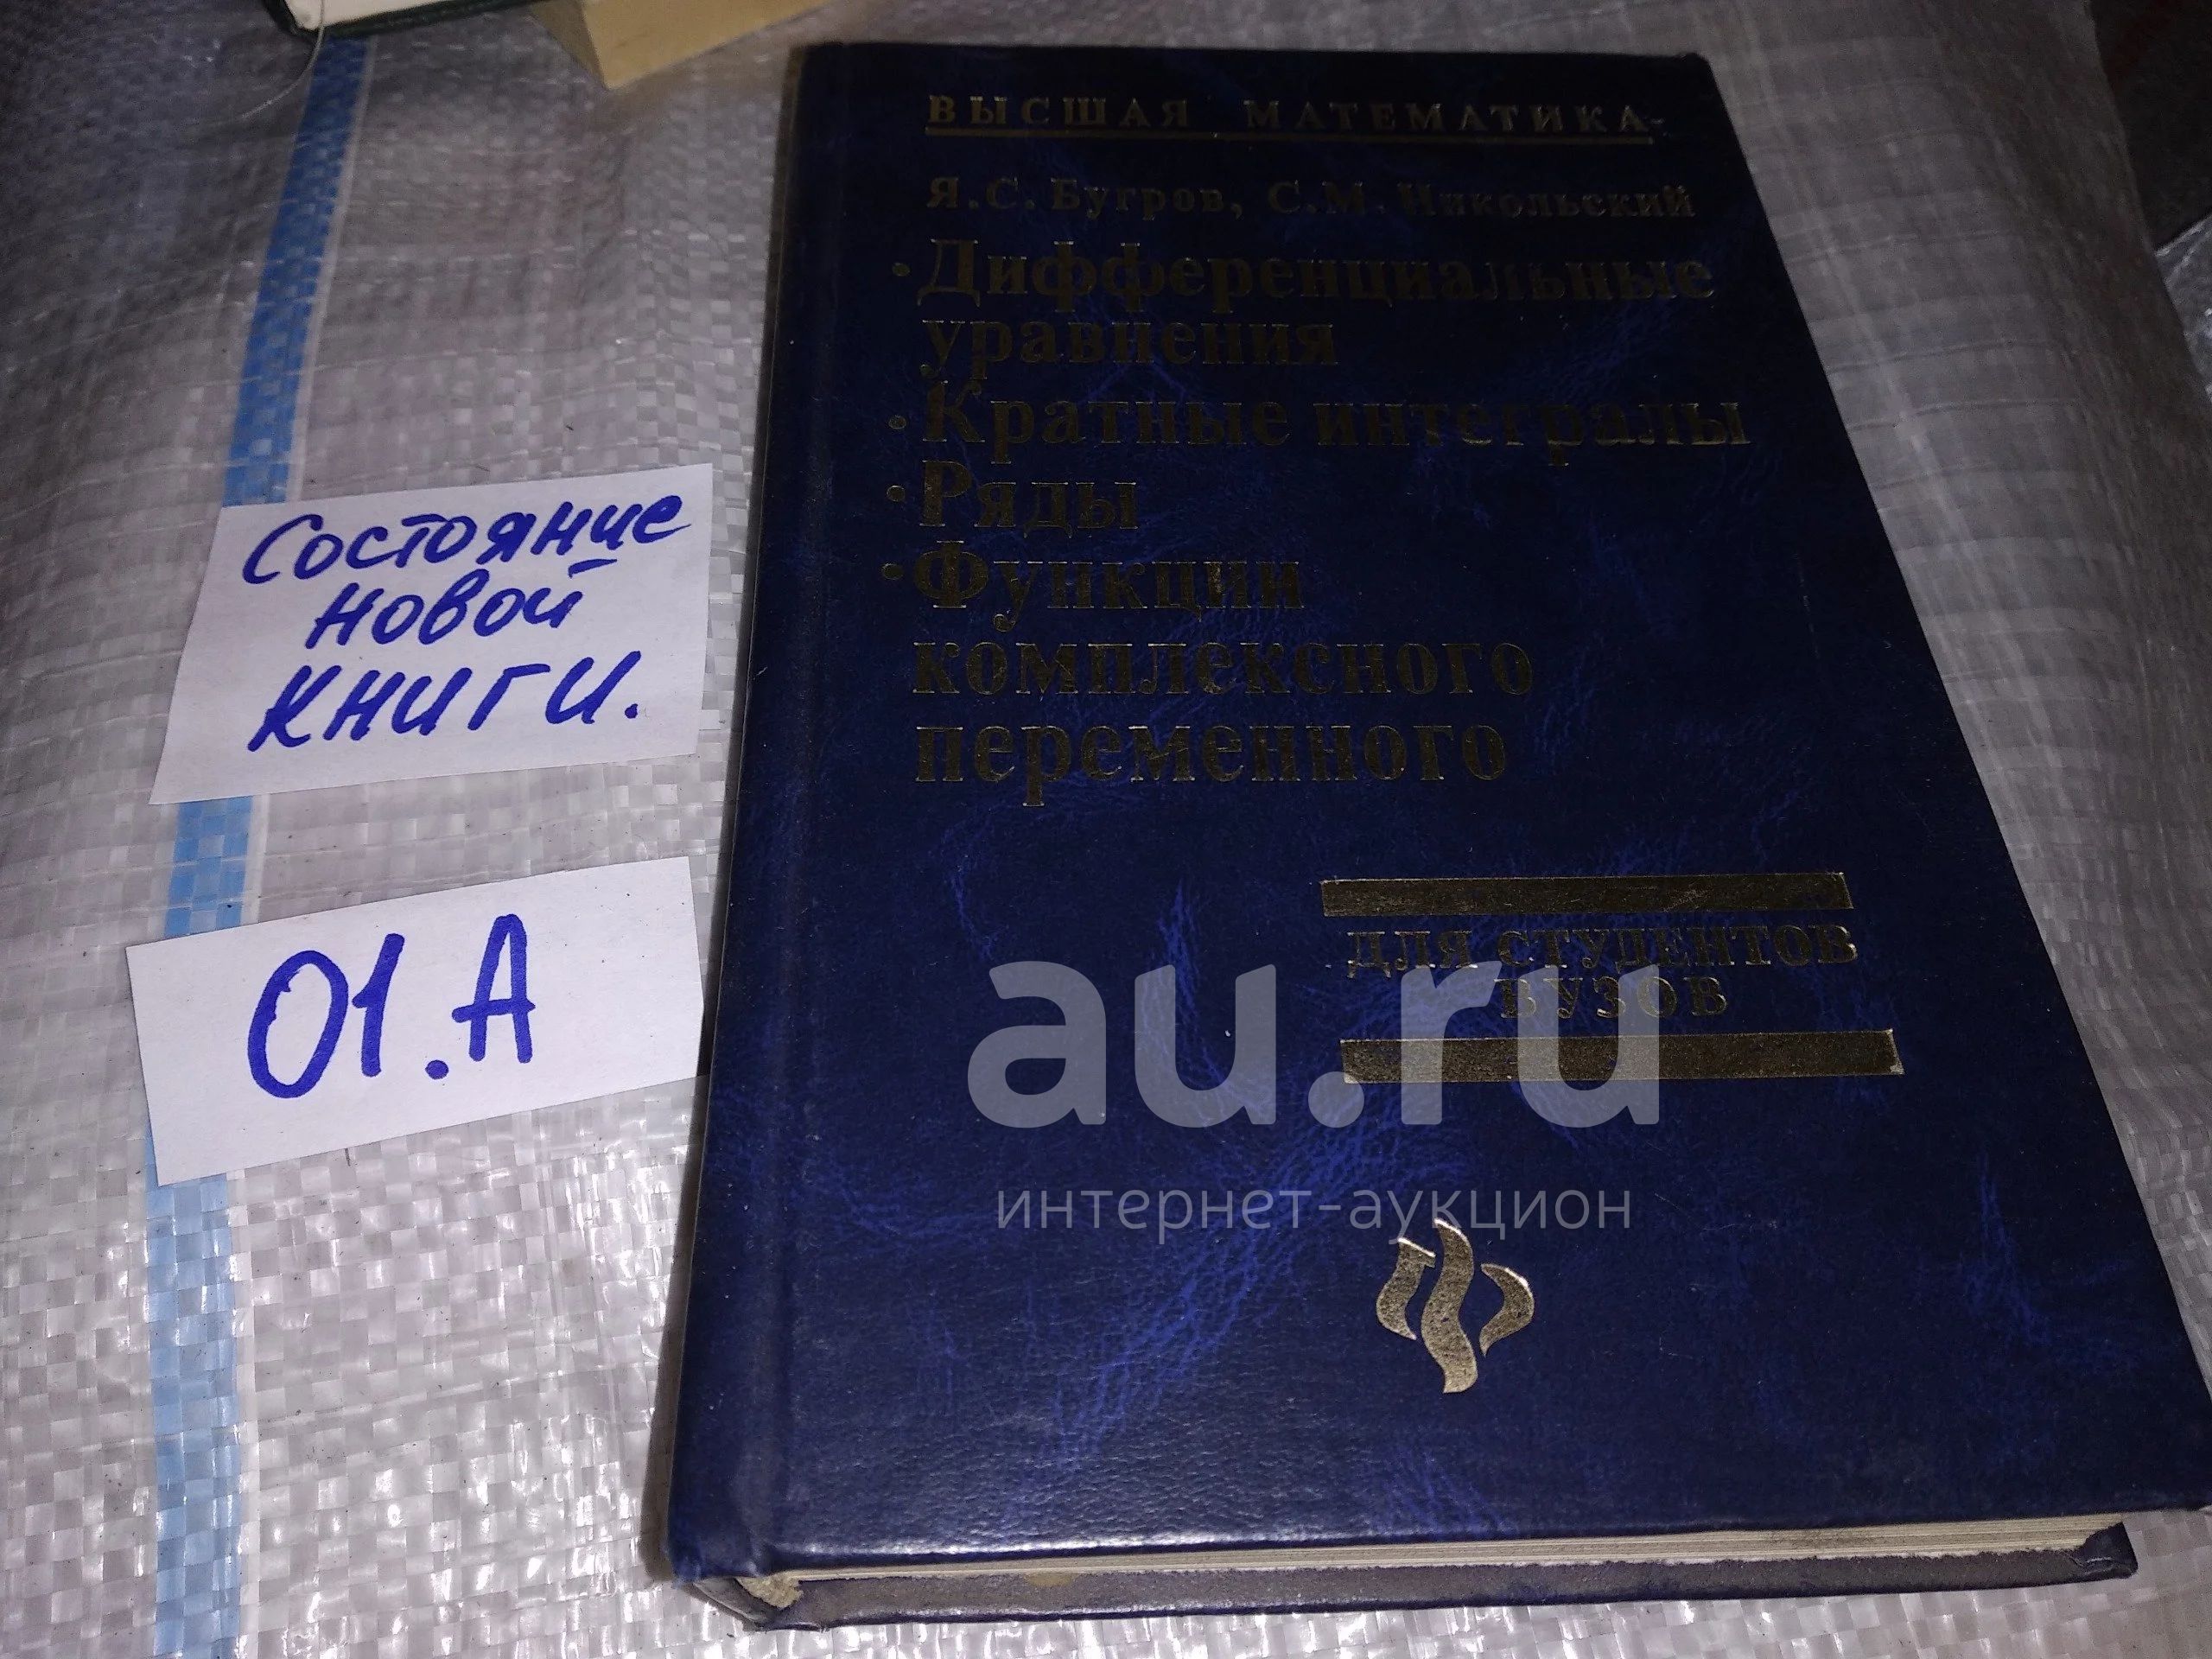 ВЫСШАЯ МАТЕМАТИКА
Я.С. Бугров, С.М. Никольский
• Дифференциальные
уравнения
• Кратные интегралы
• Ряды
• Функции
комплексного
переменного
ДЛЯ СТУДЕНТОВ
ВУЗОВ
Состояние
новой
книги.
01.А
au.ru
интернет-аукцион